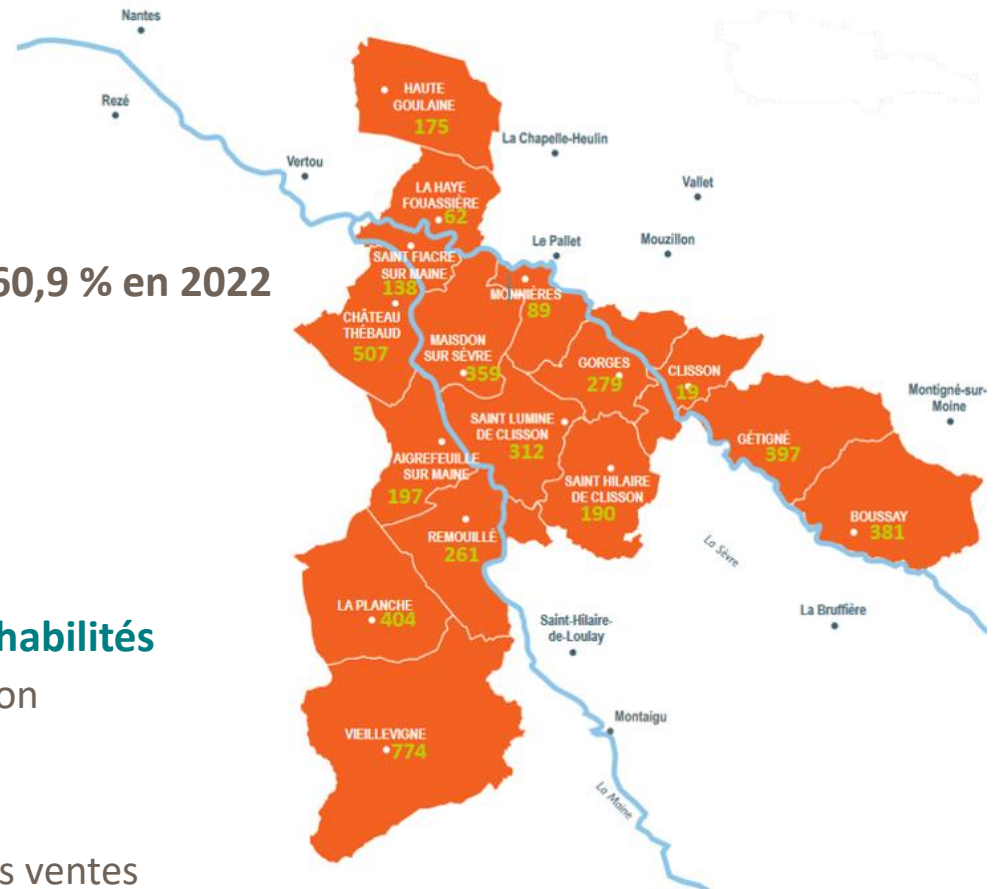 Nantes
HAUTE
GOULAINE
175
Rezé
La Chapelle-Heulin
Vertou
Vallet
LA HAYE
FOUASSIÈRE
62
Le Pallet
Mouzillon
SAINT FIACRE
SUR MAINE
138
60,9 % en 2022
MONNIÈRES
89
CHÂTEAU
THÉBAUD
507
MAISDON
SUR SÈVRE
359
GORGES
279
CLISSON
19
Montigné-sur-
Moine
SAINT LUMINE
DE CLISSON
312
GÉTIGNÉ
397
AIGREFEUILLE
SUR MAINE
197
SAINT HILAIRE
DE CLISSON
190
BOUSSAY
381
REMOUILLÉ
261
La Sèvre
LA PLANCHE
404
La Bruffière
Saint-Hilaire-
de-Loulay
habilités
on
Montaigu
VIEILLEVIGNE
774
La Maine
s ventes